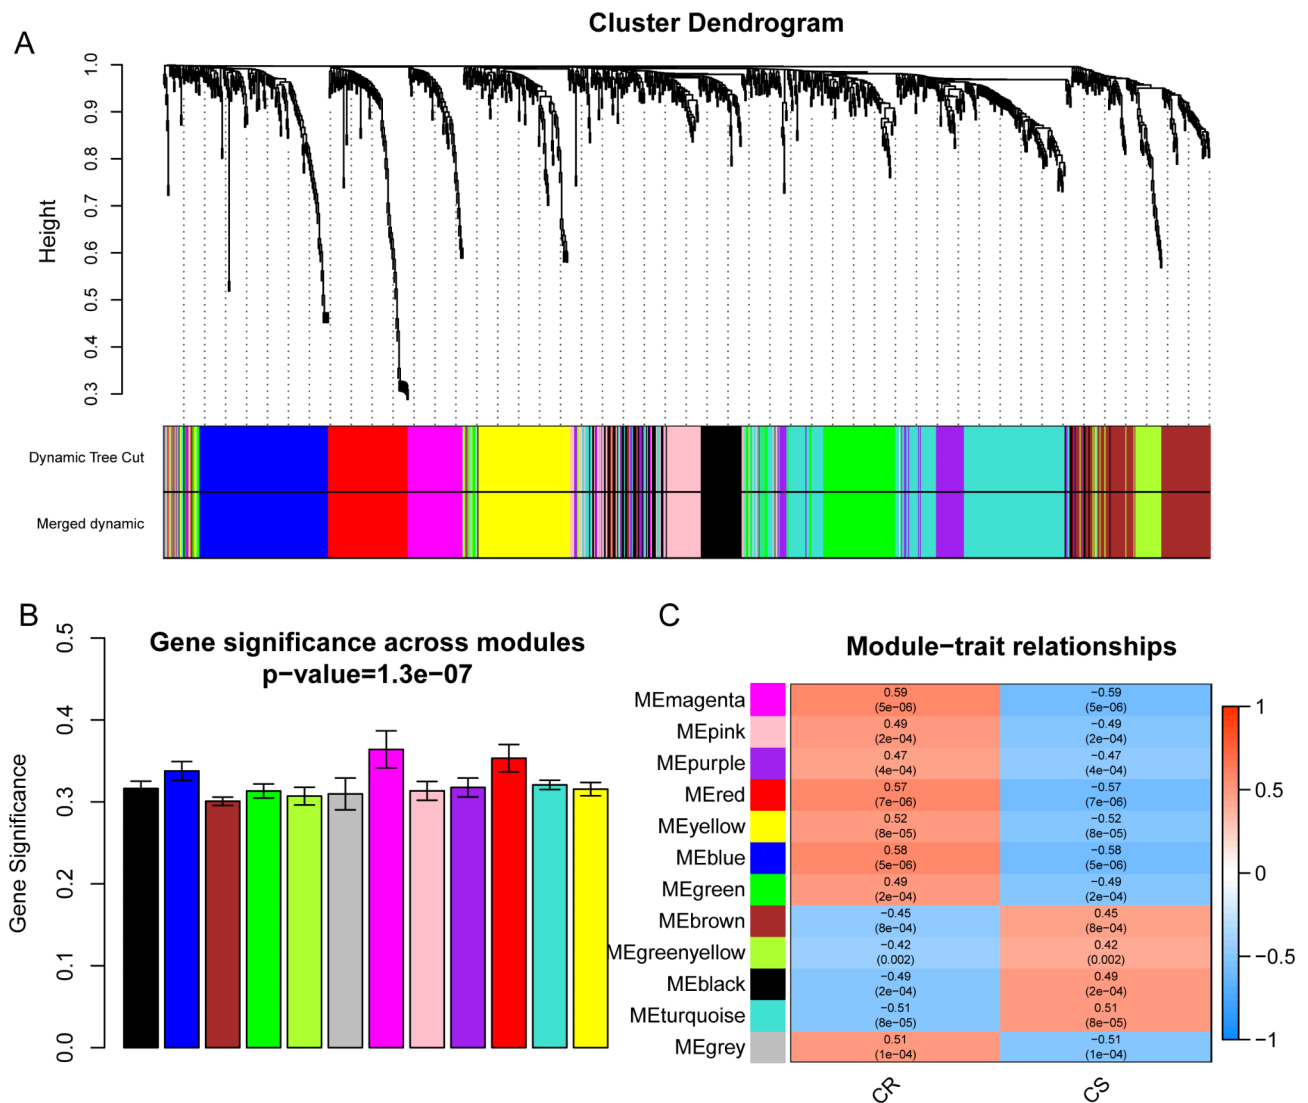 A
Cluster Dendrogram
Height
1.0
0.9
0.8
0.7
0.6
0.5
0.4
0.3
Dynamic Tree Cut
Merged dynamic
B
Gene significance across modules
p−value=1.3e−07
Gene Significance
0.5
0.4
0.3
0.2
0.1
0.0
C
Module−trait relationships
MEmagenta 0.59 −0.59
(5e−06) (5e−06)
MEpink 0.49 −0.49
(2e−04) (2e−04)
MEpurple 0.47 −0.47
(4e−04) (4e−04)
MEred 0.57 −0.57
(7e−06) (7e−06)
MEyellow 0.52 −0.52
(8e−05) (8e−05)
MEblue 0.58 −0.58
(5e−06) (5e−06)
MEgreen 0.49 −0.49
(2e−04) (2e−04)
MEbrown −0.45 0.45
(8e−04) (8e−04)
MEgreenyellow −0.42 0.42
(0.002) (0.002)
MEblack −0.49 0.49
(2e−04) (2e−04)
MEturquoise −0.51 0.51
(8e−05) (8e−05)
MEgrey 0.51 −0.51
(1e−04) (1e−04)
CR CS
1
0.5
0
−0.5
−1